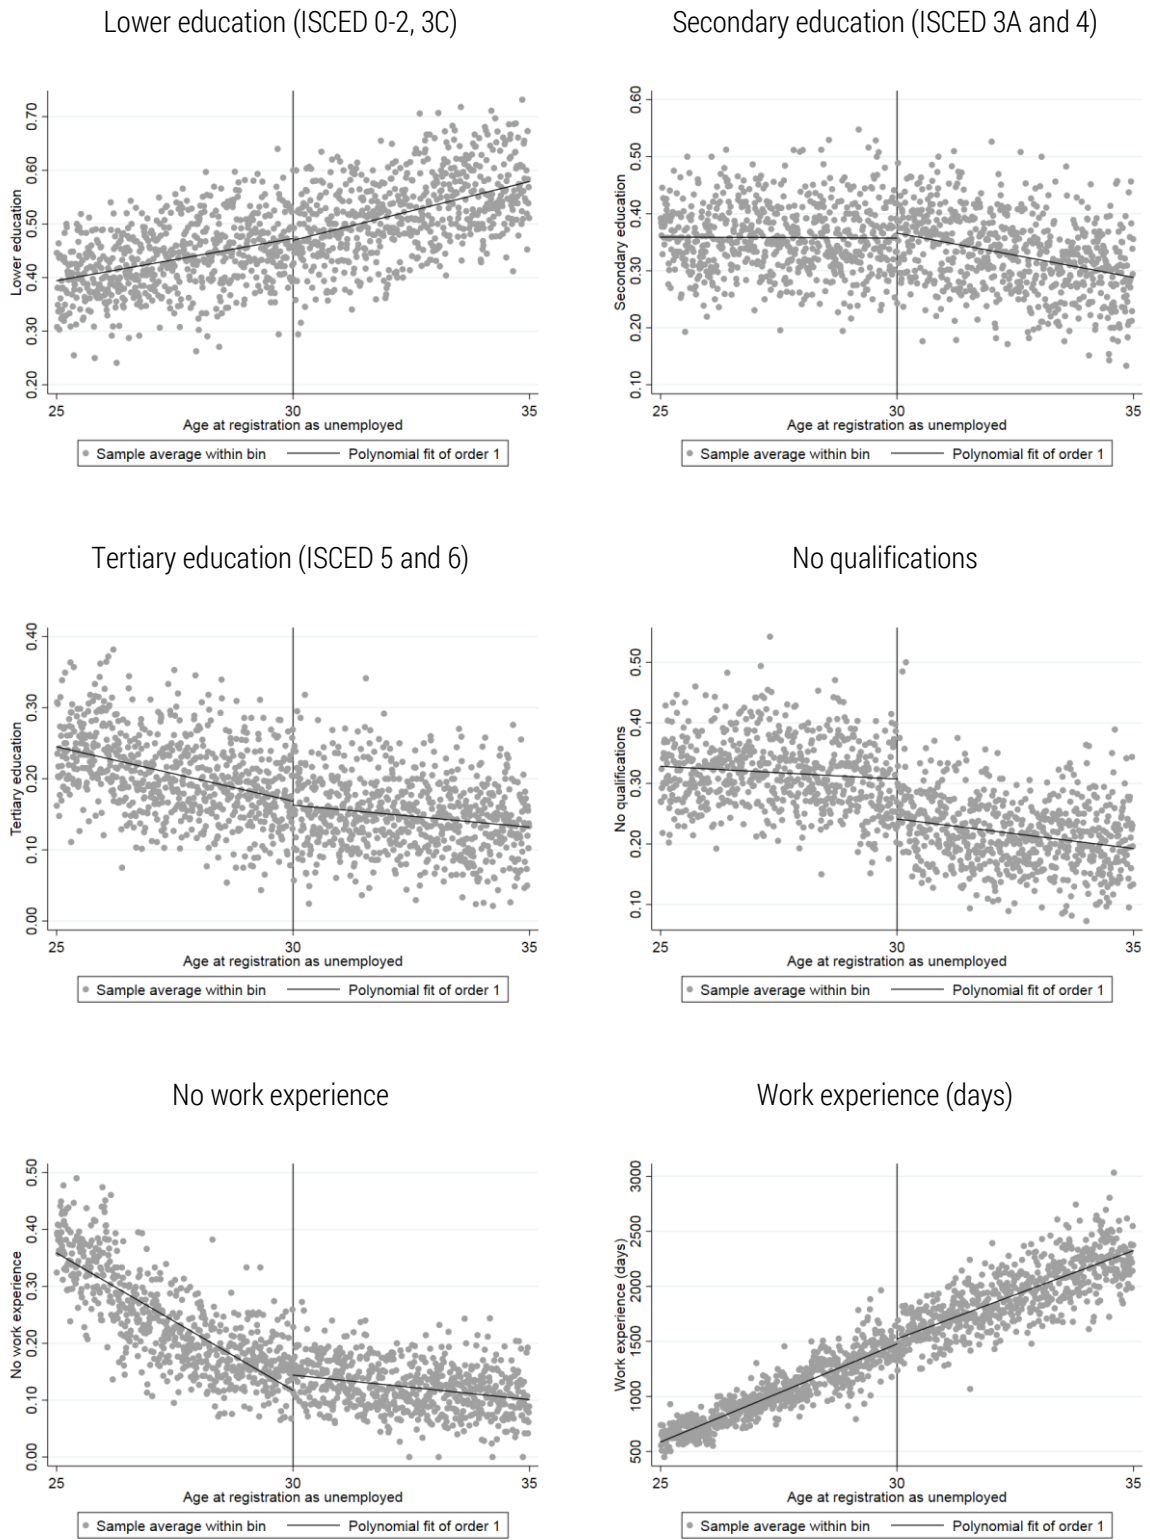 Lower education (ISCED 0-2, 3C)
Lower education
0.70
0.60
0.50
0.40
0.30
0.20
25 30 35
Age at registration as unemployed
Sample average within bin Polynomial fit of order 1
Secondary education (ISCED 3A and 4)
Secondary education
0.60
0.50
0.40
0.30
0.20
0.10
25 30 35
Age at registration as unemployed
Sample average within bin Polynomial fit of order 1
Tertiary education (ISCED 5 and 6)
Tertiary education
0.40
0.30
0.20
0.10
0.00
25 30 35
Age at registration as unemployed
Sample average within bin Polynomial fit of order 1
No qualifications
No qualifications
0.50
0.40
0.30
0.20
0.10
25 30 35
Age at registration as unemployed
Sample average within bin Polynomial fit of order 1
No work experience
No work experience
0.50
0.40
0.30
0.20
0.10
0.00
25 30 35
Age at registration as unemployed
Sample average within bin Polynomial fit of order 1
Work experience (days)
Work experience (days)
3000
2500
2000
1500
1000
500
25 30 35
Age at registration as unemployed
Sample average within bin Polynomial fit of order 1